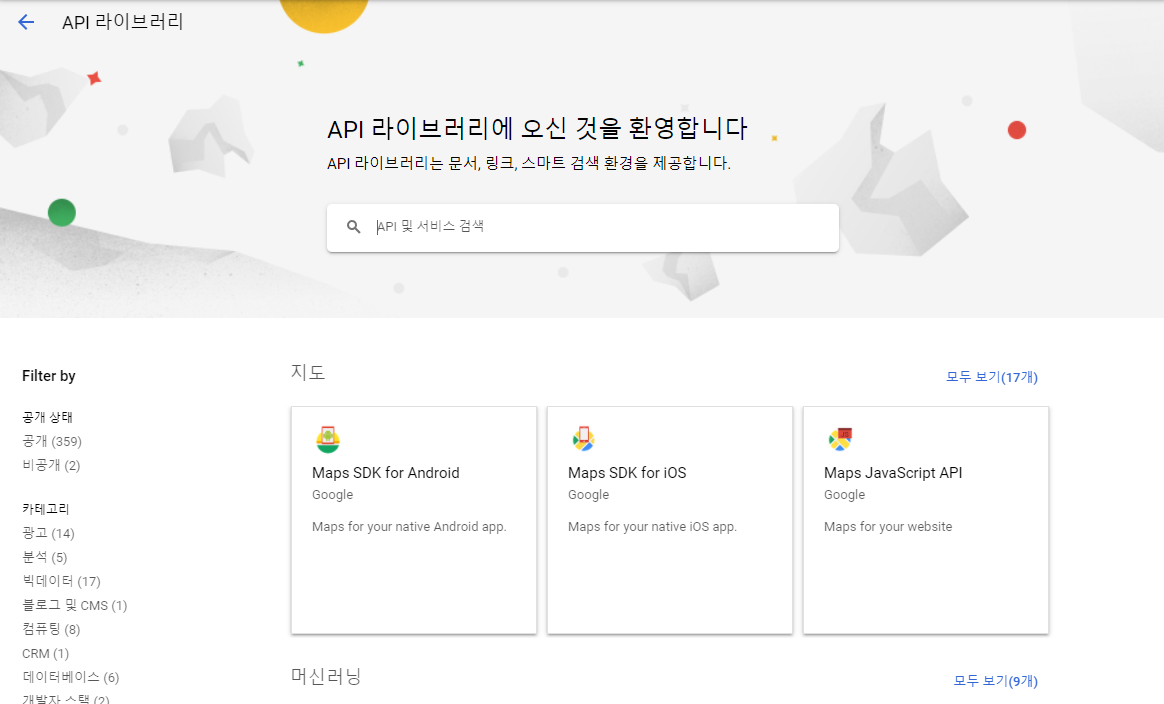 API 라이브러리
API 라이브러리에 오신 것을 환영합니다
API 라이브러리는 문서, 링크, 스마트 검색 환경을 제공합니다.
API 및 서비스 검색
Filter by
공개 상태
공개 (359)
비공개 (2)
카테고리
광고 (14)
분석 (5)
빅데이터 (17)
블로그 및 CMS (1)
컴퓨팅 (8)
CRM (1)
데이터베이스 (6)
개발자 스택 (2)
지도
모두 보기(17개)
Maps SDK for Android
Google
Maps for your native Android app.
Maps SDK for iOS
Google
Maps for your native iOS app.
Maps JavaScript API
Google
Maps for your website
머신러닝
모두 보기(9개)